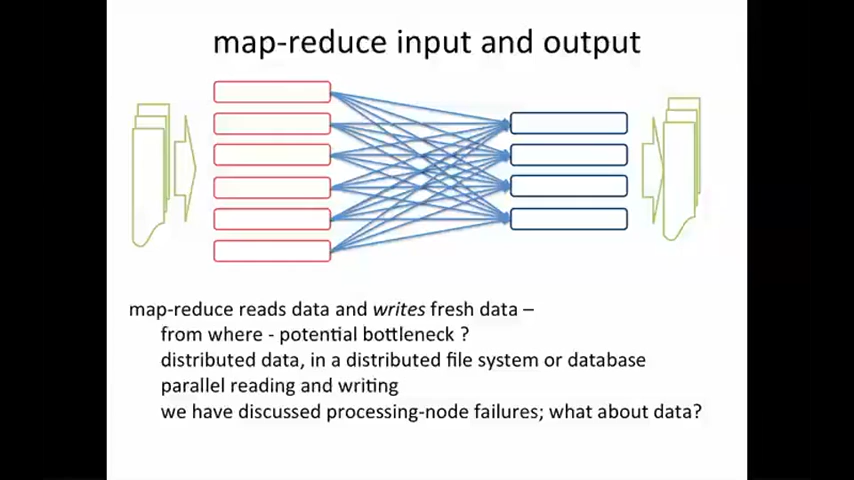 map-reduce input and output
map-reduce reads data and writes fresh data –
from where - potential bottleneck ?
distributed data, in a distributed file system or database
parallel reading and writing
we have discussed processing-node failures; what about data?